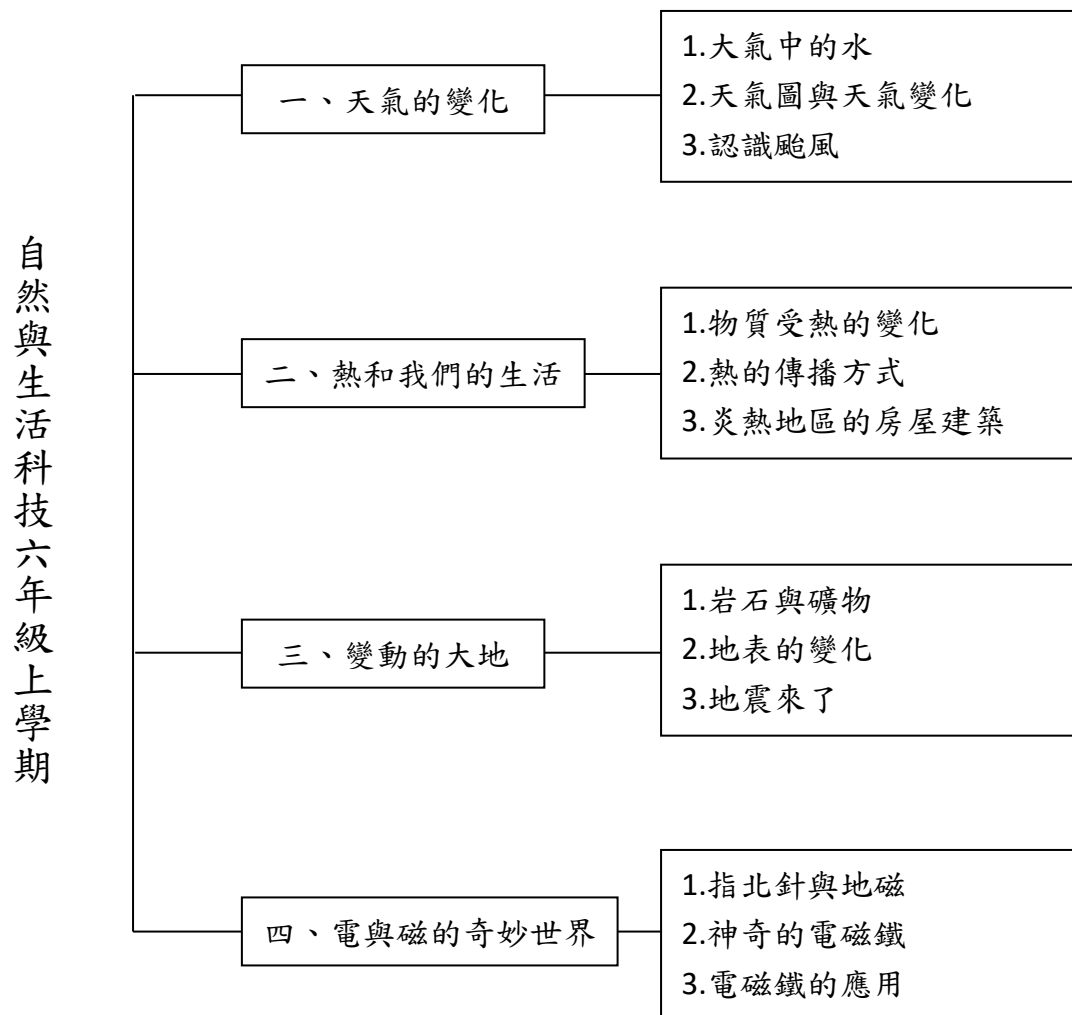 自然與生活科技六年級上學期
一、天氣的變化
1.大氣中的水
2.天氣圖與天氣變化
3.認識颱風
二、熱和我們的生活
1.物質受熱的變化
2.熱的傳播方式
3.炎熱地區的房屋建築
三、變動的大地
1.岩石與礦物
2.地表的變化
3.地震來了
四、電與磁的奇妙世界
1.指北針與地磁
2.神奇的電磁鐵
3.電磁鐵的應用